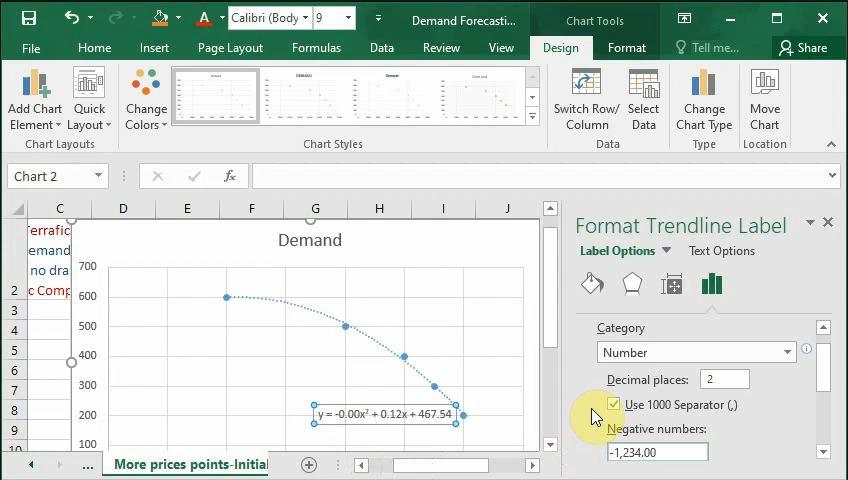 Calibri (Body 9
Demand Forecasti... Chart Tools
File Home Insert Page Layout Formulas Data Review View Design Format Tell me... Share
Add Chart Element Quick Layout Change Colors Switch Row/ Column Select Data Change Chart Type Move Chart
Chart Layouts Chart Styles Data Type Location
Chart 2 fx
C D E F G H I J
Terrafic
emand
no dra
c Comp
2
3
4
5
6
7
8
9
10
Demand
700
600
500
400
300
200
100
y = -0.00x² + 0.12x + 467.54
... More prices points-Initial
Format Trendline Label
Label Options Text Options
Category
Number
Decimal places: 2
Use 1000 Separator (,)
Negative numbers:
-1,234.00